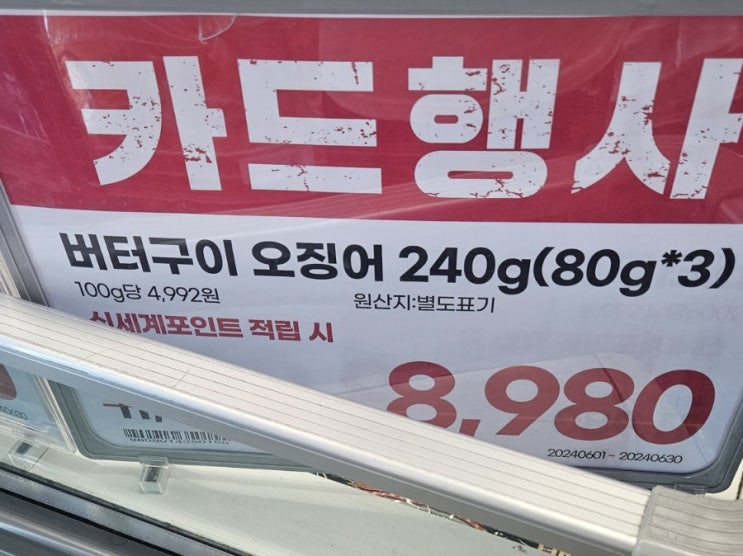 카드행사
버터구이 오징어 240g(80g*3)
100g당 4,992원 원산지:별도표기
신세계포인트 적립 시
8,980
20240601 ~ 20240630